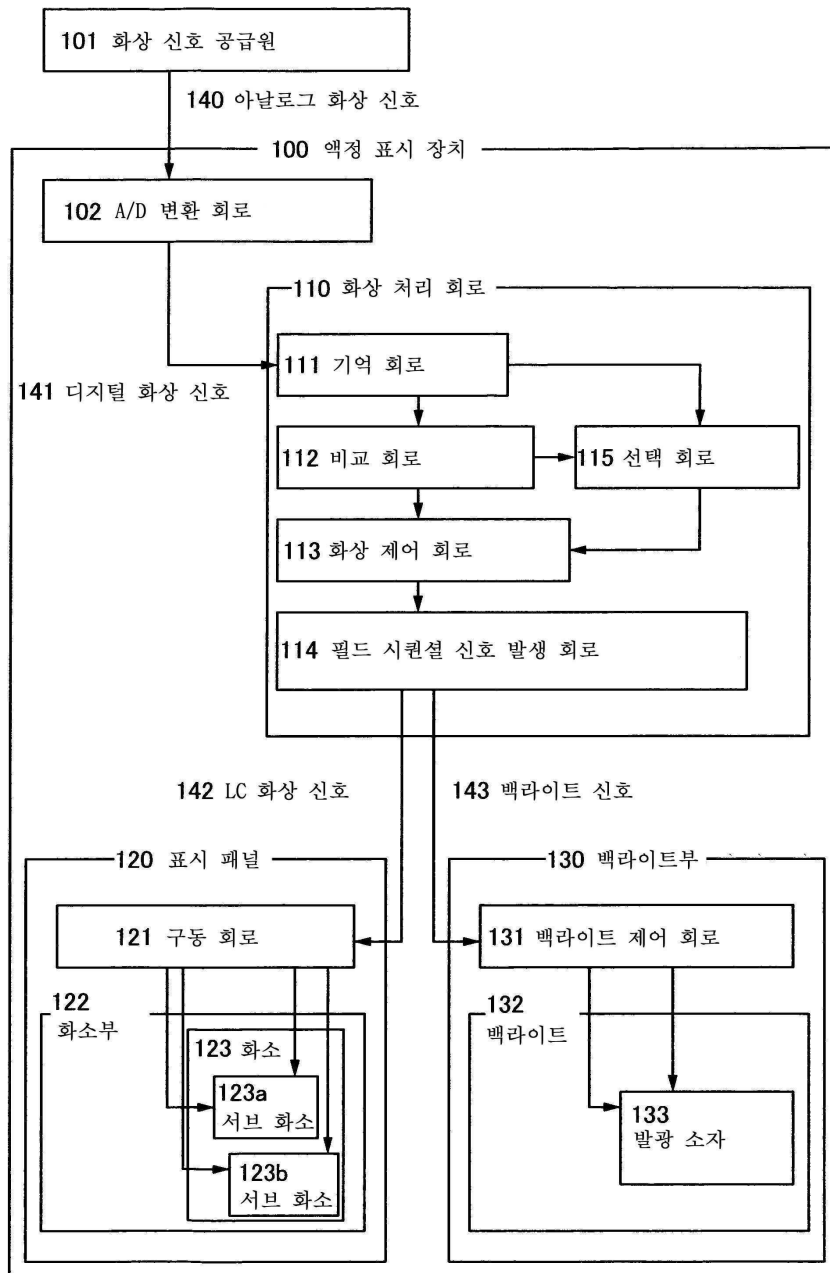 101 화상 신호 공급원
140 아날로그 화상 신호
100 액정 표시 장치
102 A/D 변환 회로
110 화상 처리 회로
111 기억 회로
141 디지털 화상 신호
112 비교 회로
115 선택 회로
113 화상 제어 회로
114 필드 시퀀셜 신호 발생 회로
142 LC 화상 신호
143 백라이트 신호
120 표시 패널
130 백라이트부
121 구동 회로
131 백라이트 제어 회로
122
화소부
132
백라이트
123 화소
123a
서브 화소
133
발광 소자
123b
서브 화소